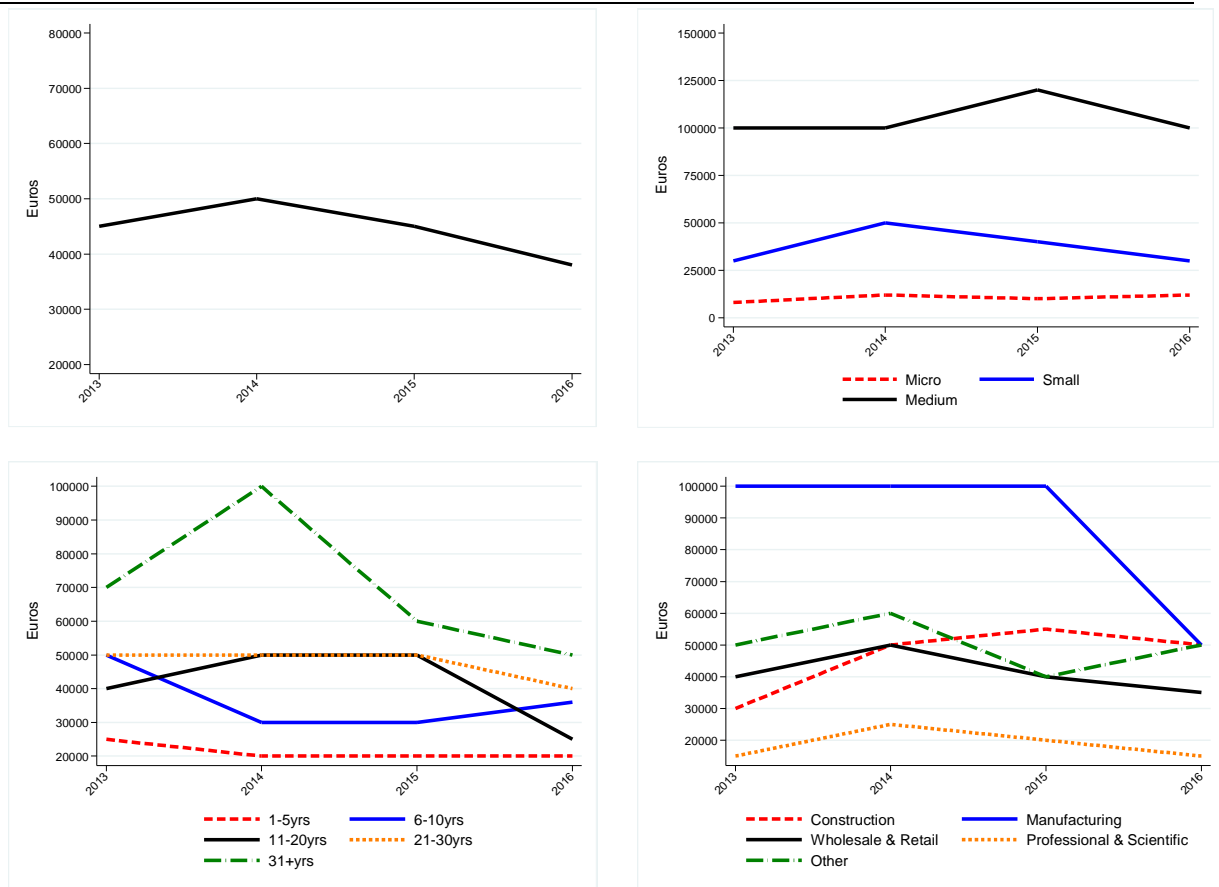 80000
70000
60000
50000
40000
30000
20000
Euros
2013
2014
2015
2016
150000
125000
100000
75000
50000
25000
0
Euros
2013
2014
2015
2016
Micro
Small
Medium
100000
90000
80000
70000
60000
50000
40000
30000
20000
Euros
2013
2014
2015
2016
1-5yrs
6-10yrs
11-20yrs
21-30yrs
31+yrs
100000
90000
80000
70000
60000
50000
40000
30000
20000
Euros
2013
2014
2015
2016
Construction
Manufacturing
Wholesale & Retail
Professional & Scientific
Other